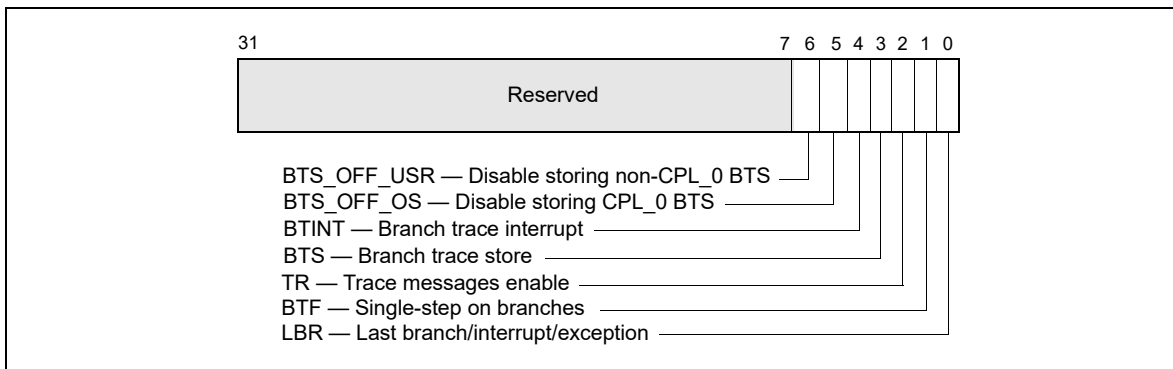 31 7 6 5 4 3 2 1 0
Reserved
BTS_OFF_USR — Disable storing non-CPL_0 BTS
BTS_OFF_OS — Disable storing CPL_0 BTS
BTINT — Branch trace interrupt
BTS — Branch trace store
TR — Trace messages enable
BTF — Single-step on branches
LBR — Last branch/interrupt/exception